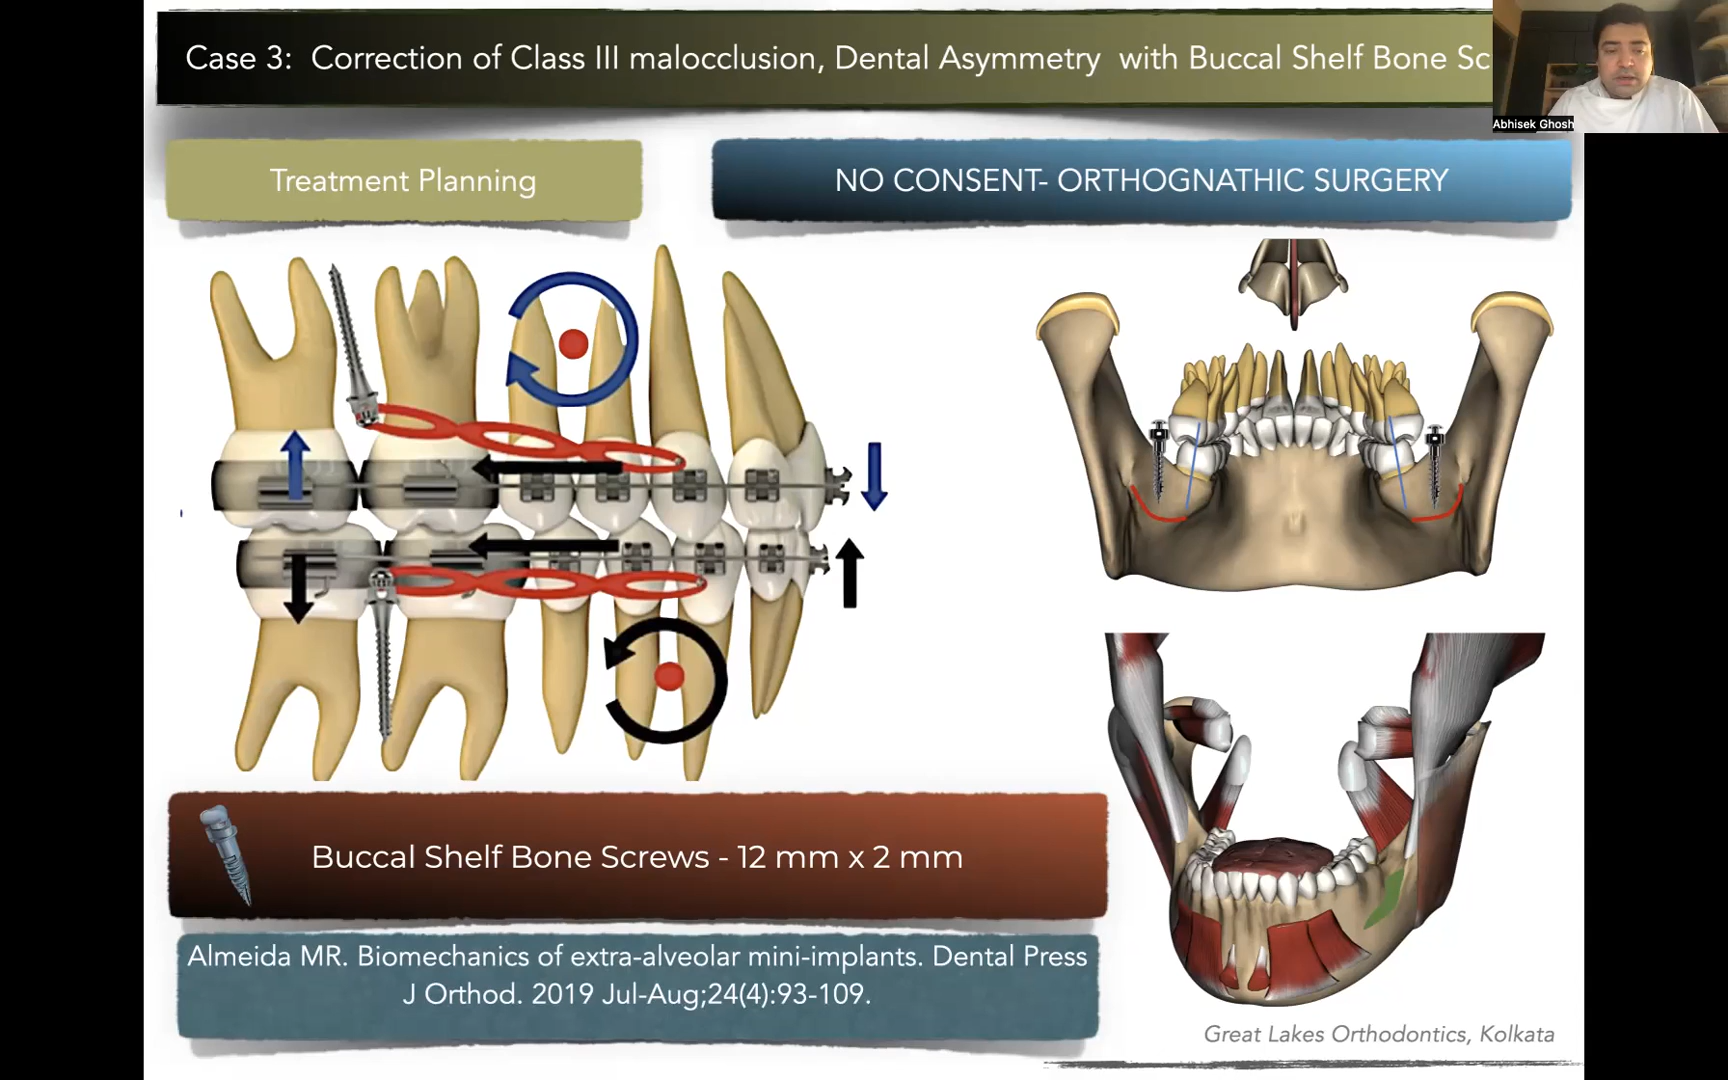 Case 3:  Correction of Class III malocclusion, Dental Asymmetry  with Buccal Shelf Bone Sc
Abhisek Ghosh
Treatment Planning
NO CONSENT- ORTHOGNATHIC SURGERY
Buccal Shelf Bone Screws - 12 mm x 2 mm
Almeida MR. Biomechanics of extra-alveolar mini-implants. Dental Press
J Orthod. 2019 Jul-Aug;24(4):93-109.
Great Lakes Orthodontics, Kolkata